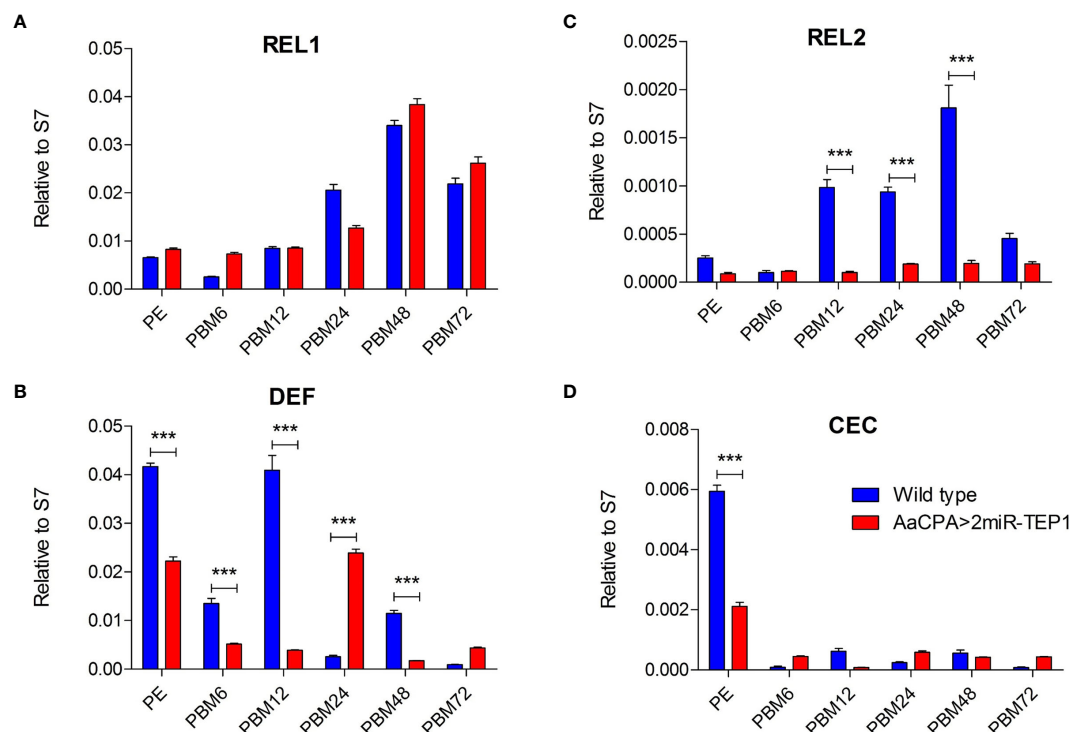 A
REL1
Relative to S7
0.05
0.04
0.03
0.02
0.01
0.00
PE
PBM6
PBM12
PBM24
PBM48
PBM72
C
REL2
Relative to S7
0.0025
0.0020
0.0015
0.0010
0.0005
0.0000
***
***
***
PE
PBM6
PBM12
PBM24
PBM48
PBM72
B
DEF
Relative to S7
0.05
0.04
0.03
0.02
0.01
0.00
***
***
***
***
***
PE
PBM6
PBM12
PBM24
PBM48
PBM72
D
CEC
Relative to S7
0.008
0.006
0.004
0.002
0.000
***
Wild type
AaCPA>2miR-TEP1
PE
PBM6
PBM12
PBM24
PBM48
PBM72